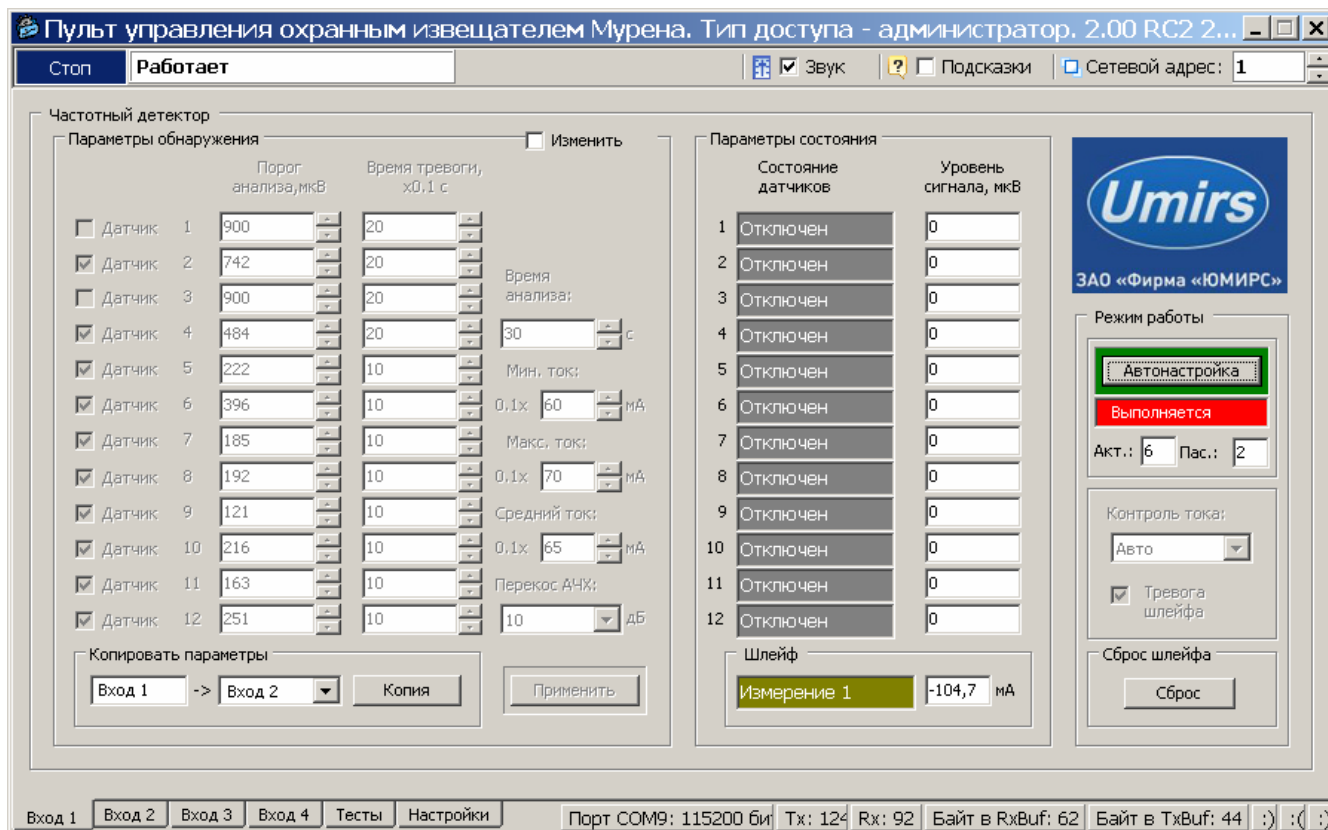 Пульт управления охранным извещателем Мурена. Тип доступа - администратор. 2.00 RC2 2...
Стоп Работает Звук Подсказки Сетевой адрес: 1
Частотный детектор
Параметры обнаружения Изменить
Порог анализа,мкВ
Время тревоги, x0.1 с
Датчик 1 900 20
Датчик 2 742 20
Датчик 3 900 20
Датчик 4 484 20
Датчик 5 222 10
Датчик 6 396 10
Датчик 7 185 10
Датчик 8 192 10
Датчик 9 121 10
Датчик 10 216 10
Датчик 11 163 10
Датчик 12 251 10
Время
анализа:
30 с
Мин. ток:
0.1x 60 мА
Макс. ток:
0.1x 70 мА
Средний ток:
0.1x 65 мА
Перекос АЧХ:
10 дБ
Копировать параметры
Вход 1 -> Вход 2 Копия
Применить
Параметры состояния
Состояние датчиков
Уровень сигнала, мкВ
1 Отключен 0
2 Отключен 0
3 Отключен 0
4 Отключен 0
5 Отключен 0
6 Отключен 0
7 Отключен 0
8 Отключен 0
9 Отключен 0
10 Отключен 0
11 Отключен 0
12 Отключен 0
Шлейф
Измерение 1 -104,7 мА
Umirs
ЗАО «Фирма «ЮМИРС»
Режим работы
Автонастройка
Выполняется
Акт.: 6 Пас.: 2
Контроль тока:
Авто
Тревога
шлейфа
Сброс шлейфа
Сброс
Вход 1 Вход 2 Вход 3 Вход 4 Тесты Настройки
Порт COM9: 115200 би Tx: 124 Rx: 92 Байт в RxBuf: 62 Байт в TxBuf: 44 :) :( :)